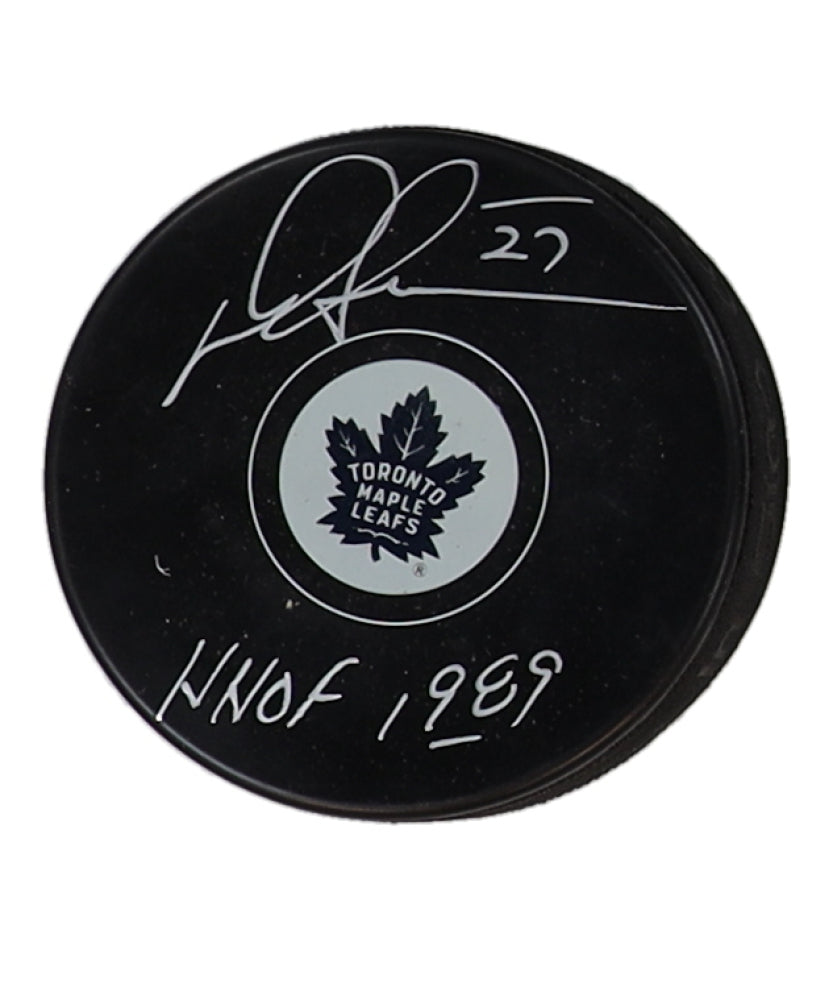 27
TORONTO
MAPLE
LEAFS
®
HHOF 1989